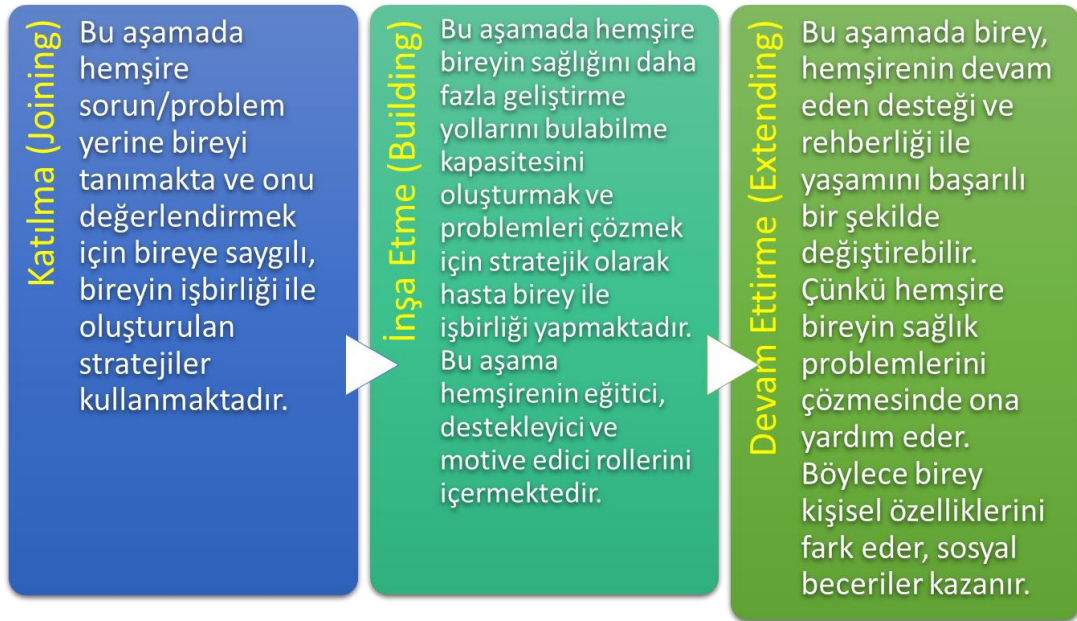 Katılma (Joining)
Bu aşamada
hemşire
sorun/problem
yerine bireyi
tanımakta ve onu
değerlendirmek
için bireye saygılı,
bireyin işbirliği ile
oluşturulan
stratejiler
kullanmaktadır.
İnşa Etme (Building)
Bu aşamada hemşire
bireyin sağlığını daha
fazla geliştirme
yollarını bulabilme
kapasitesini
oluşturmak ve
problemleri çözmek
için stratejik olarak
hasta birey ile
işbirliği yapmaktadır.
Bu aşama
hemşirenin eğitici,
destekleyici ve
motive edici rollerini
içermektedir.
Devam Ettirme (Extending)
Bu aşamada birey,
hemşirenin devam
eden desteği ve
rehberliği ile
yaşamını başarılı
bir şekilde
değiştirebilir.
Çünkü hemşire
bireyin sağlık
problemlerini
çözmesinde ona
yardım eder.
Böylece birey
kişisel özelliklerini
fark eder, sosyal
beceriler kazanır.